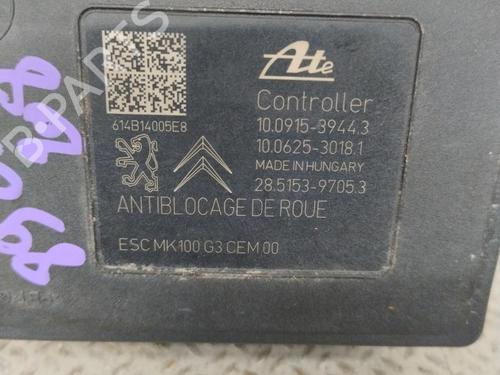 Ate
Controller
614B14005E8
10.0915-3944.3
10.0625-3018.1
MADE IN HUNGARY
28.5153-9705.3
ANTIBLOCAGE DE ROUE
ESC MK100 G3 CEM 00
PARTS